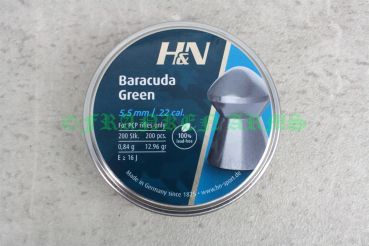 H&N
Baracuda
Green
5,5 mm / .22 cal.
For PCP rifles only
200 Stk. 200 pcs.
0,84 g 12.96 gr
E ≥ 16 J
100%
lead-free
Made in Germany since 1825 • www.hn-sport.de